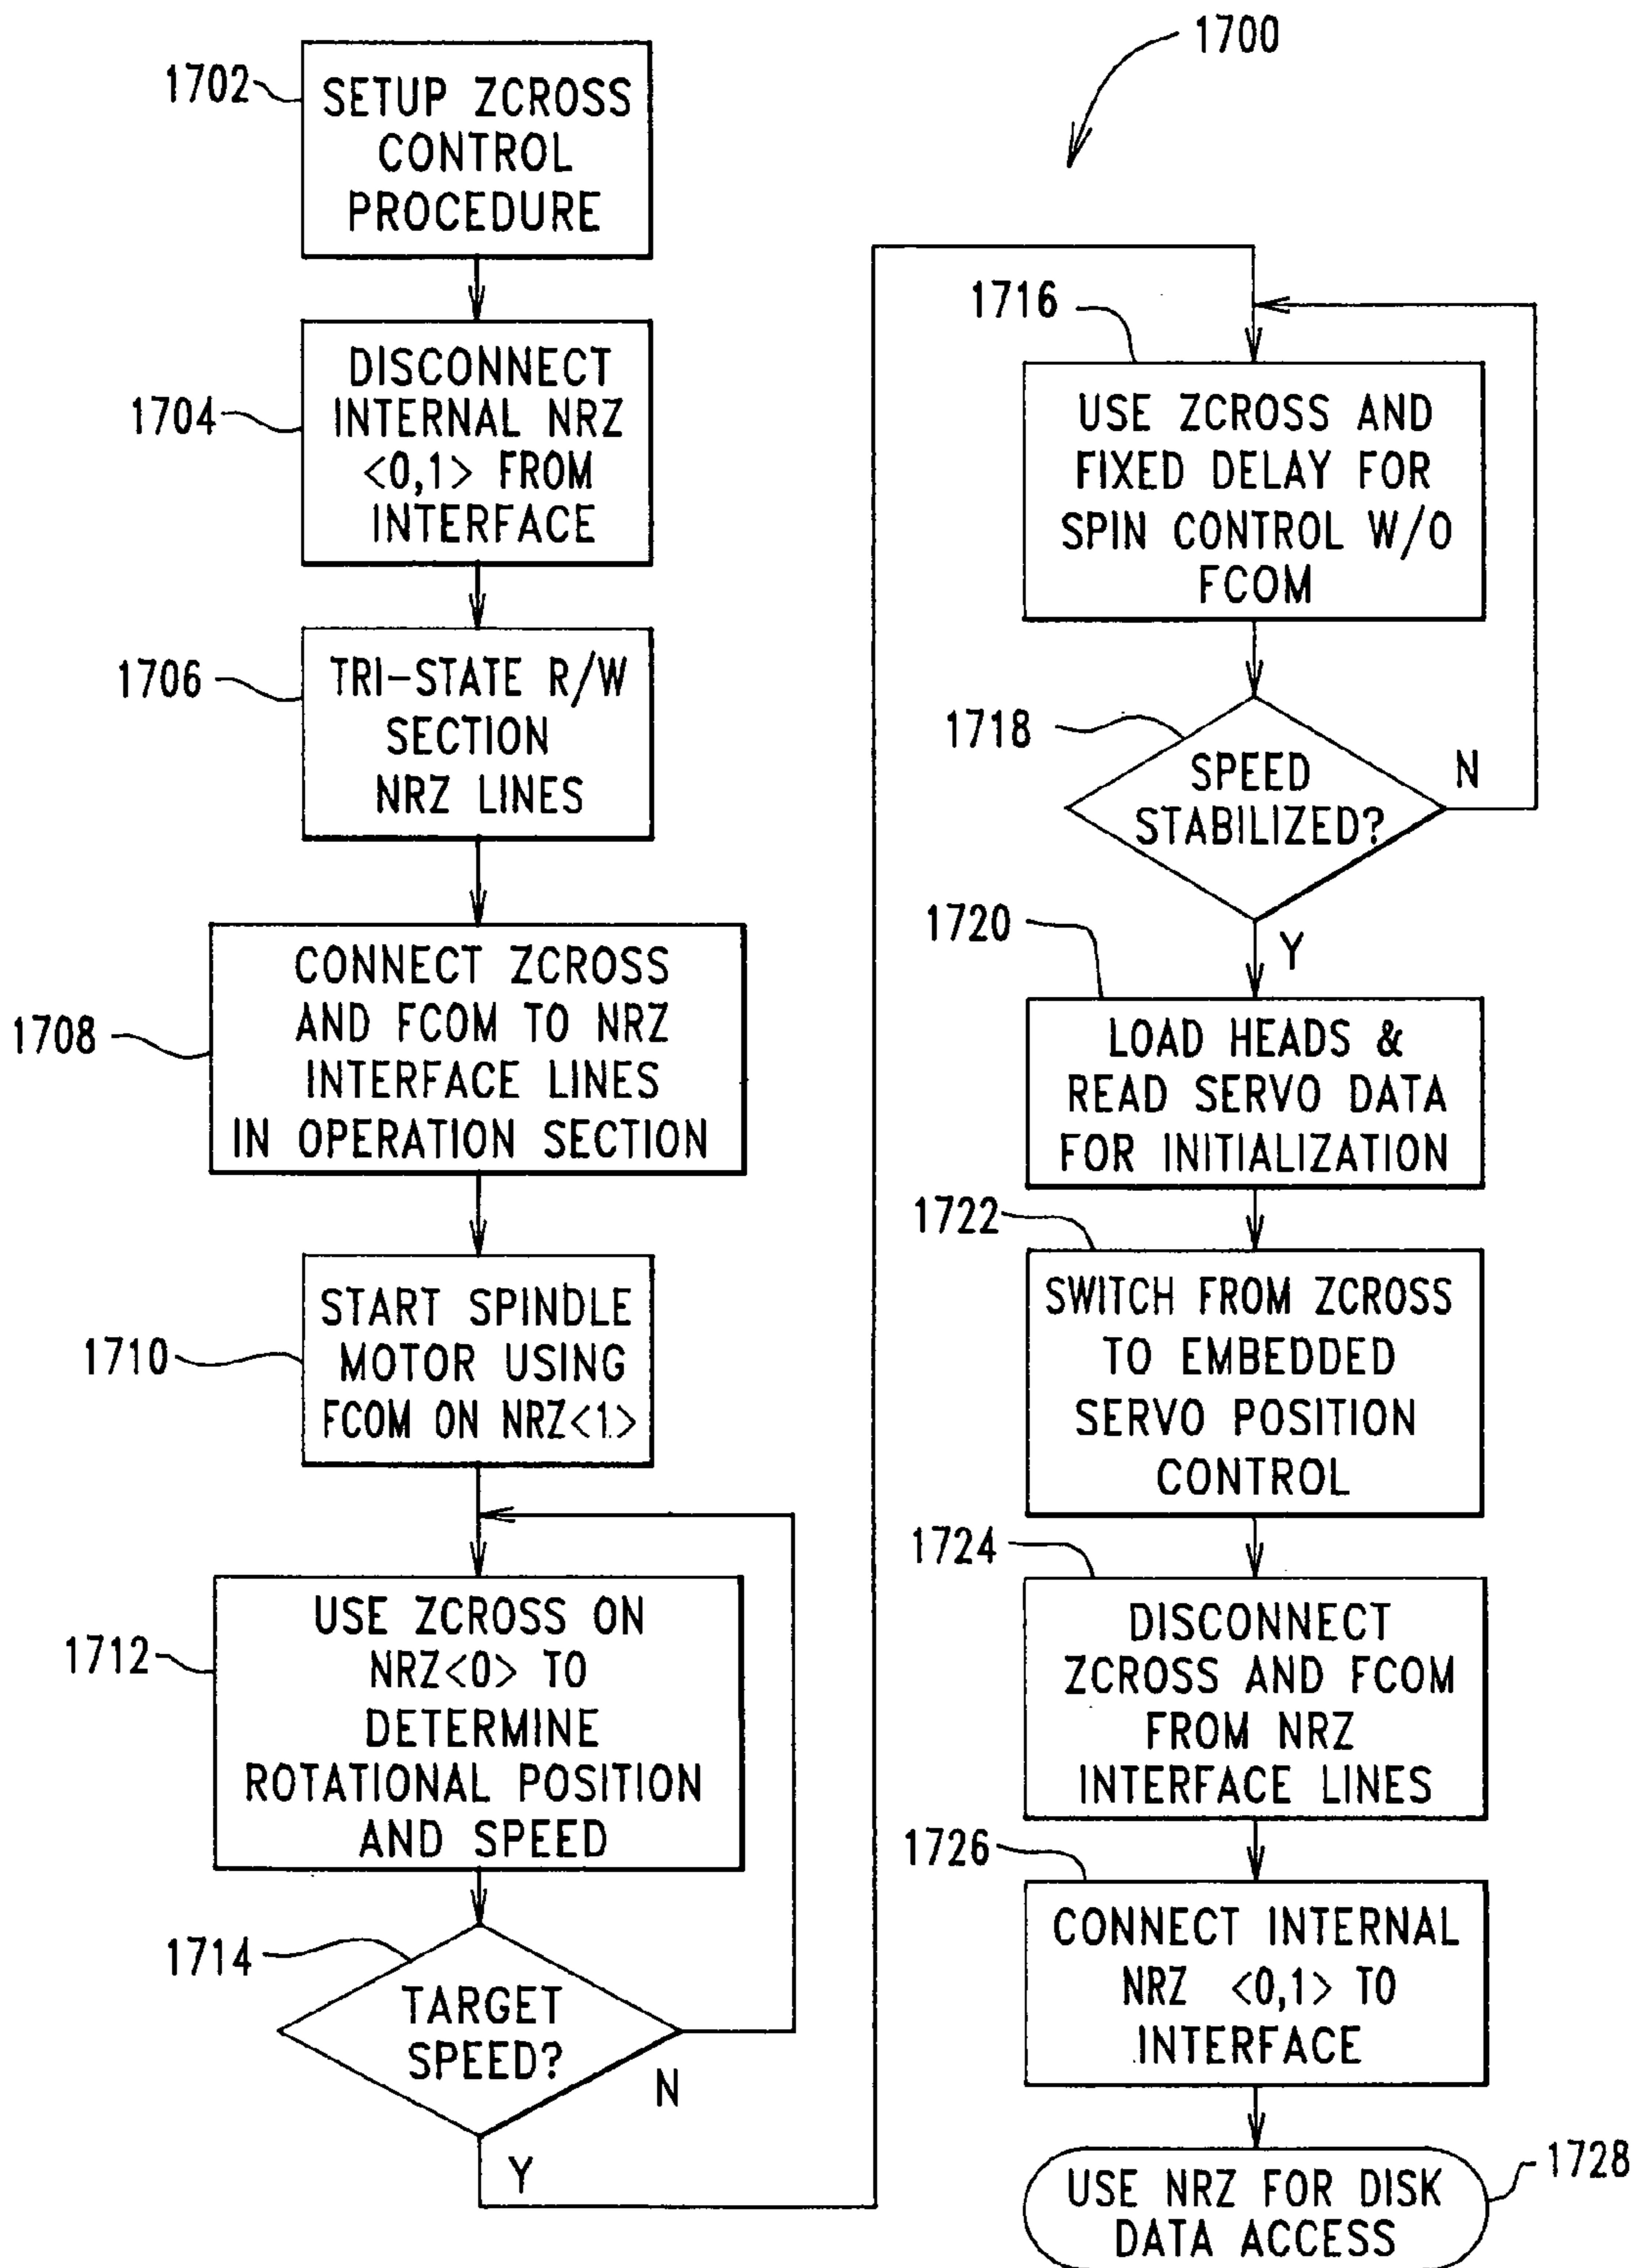 1700
1702
SETUP ZCROSS
CONTROL
PROCEDURE
1704
DISCONNECT
INTERNAL NRZ
<0,1> FROM
INTERFACE
1706
TRI-STATE R/W
SECTION
NRZ LINES
1708
CONNECT ZCROSS
AND FCOM TO NRZ
INTERFACE LINES
IN OPERATION SECTION
1710
START SPINDLE
MOTOR USING
FCOM ON NRZ<1>
1712
USE ZCROSS ON
NRZ<0> TO
DETERMINE
ROTATIONAL POSITION
AND SPEED
1714
TARGET
SPEED?
N
Y
1716
USE ZCROSS AND
FIXED DELAY FOR
SPIN CONTROL W/O
FCOM
1718
SPEED
STABILIZED?
N
Y
1720
LOAD HEADS &
READ SERVO DATA
FOR INITIALIZATION
1722
SWITCH FROM ZCROSS
TO EMBEDDED
SERVO POSITION
CONTROL
1724
DISCONNECT
ZCROSS AND FCOM
FROM NRZ
INTERFACE LINES
1726
CONNECT INTERNAL
NRZ <0,1> TO
INTERFACE
1728
USE NRZ FOR DISK
DATA ACCESS